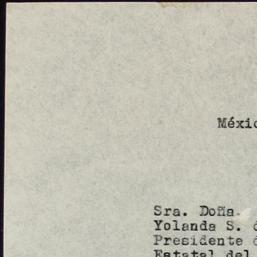 Méxic
Sra. Doña.
Yolanda S. d
Presidente d
Estatal del